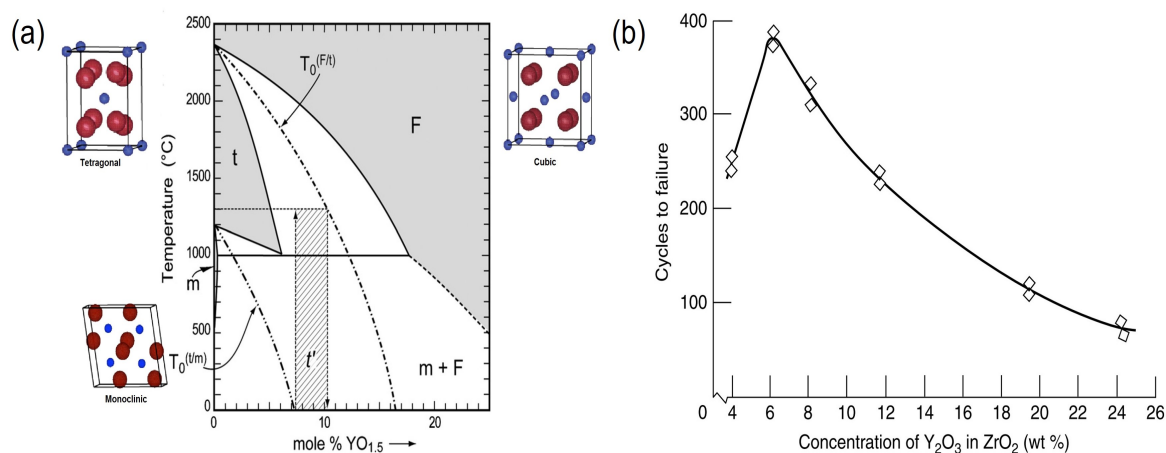 (a)
2500
2000
1500
1000
500
0
Temperature (°C)
0
10
20
mole % YO1.5
T0(F/t)
F
t
m
t'
m + F
T0(t/m)
Tetragonal
Cubic
Monoclinic
(b)
400
300
200
100
0
Cycles to failure
4 6 8 10 12 14 16 18 20 22 24 26
Concentration of Y2O3 in ZrO2 (wt %)